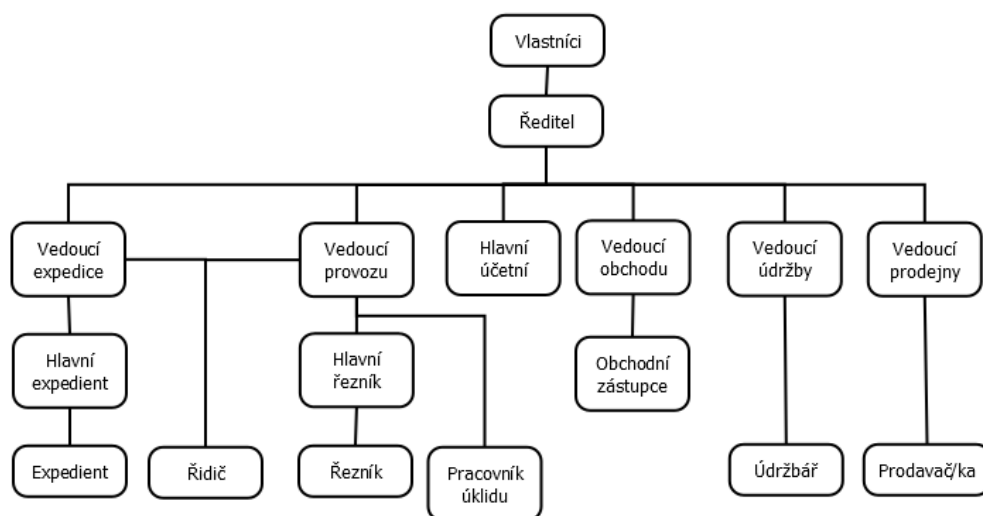 Vlastníci
Ředitel
Vedoucí
expedice
Vedoucí
provozu
Hlavní
účetní
Vedoucí
obchodu
Vedoucí
údržby
Vedoucí
prodejny
Hlavní
expedient
Hlavní
řezník
Obchodní
zástupce
Expedient
Řidič
Řezník
Pracovník
úklidu
Údržbář
Prodavač/ka